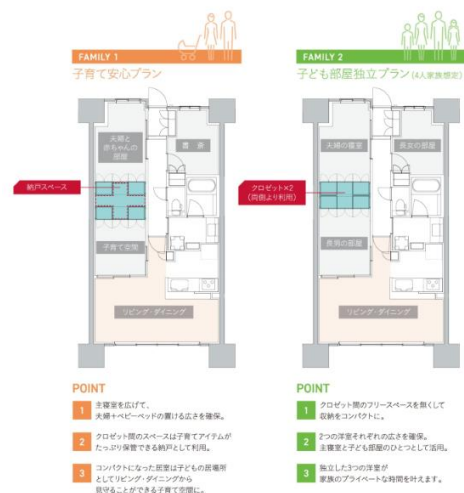 FAMILY 1
子育て安心プラン
夫婦と
赤ちゃんの
部屋
書斎
納戸スペース
子育て空間
リビング・ダイニング
POINT
1 主寝室を広げて、
夫婦+ベビーベッドの置ける広さを確保。
2 クロゼット間のスペースは子育てアイテムが
たっぷり保管できる納戸として利用。
3 コンパクトになった居室は子どもの居場所
としてリビング・ダイニングから
見守ることができる子育て空間に。
FAMILY 2
子ども部屋独立プラン(4人家族想定)
夫婦の寝室
長女の部屋
クロゼット×2
(両側より利用)
長男の部屋
リビング・ダイニング
POINT
1 クロゼット間のフリースペースを無くして
収納をコンパクトに。
2 2つの洋室それぞれの広さを確保。
主寝室と子ども部屋のひとつとして活用。
3 独立した3つの洋室が
家族のプライベートな時間を叶えます。